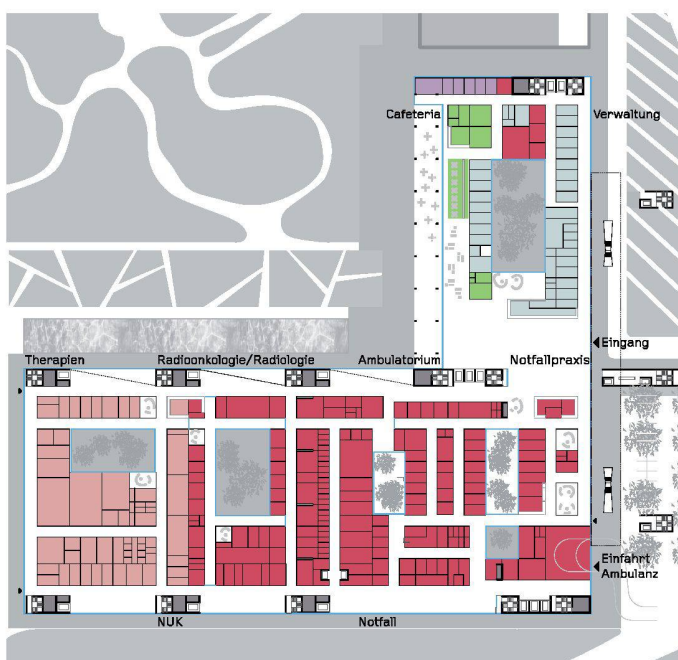 Cafeteria
Verwaltung
Eingang
Therapien
Radioonkologie/Radiologie
Ambulatorium
Notfallpraxis
Einfahrt
Ambulanz
NUK
Notfall